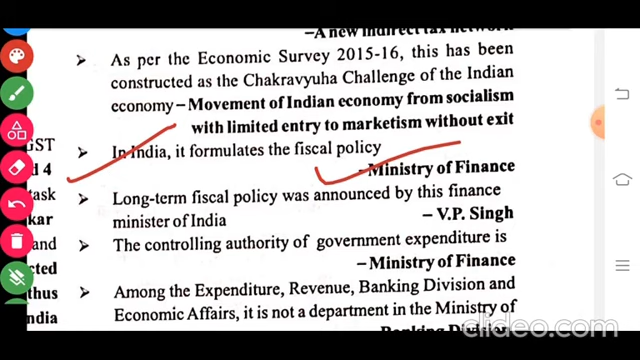 A new indirect tax network
As per the Economic Survey 2015-16, this has been
constructed as the Chakravyuha Challenge of the Indian
economy – Movement of Indian economy from socialism
with limited entry to marketism without exit
GST
In India, it formulates the fiscal policy
d 4
– Ministry of Finance
task
Long-term fiscal policy was announced by this finance
kar
minister of India – V.P. Singh
and
The controlling authority of government expenditure is
cted
– Ministry of Finance
thus
Among the Expenditure, Revenue, Banking Division and
ndia
Economic Affairs, it is not a department in the Ministry of
Banking Division
clideo.com